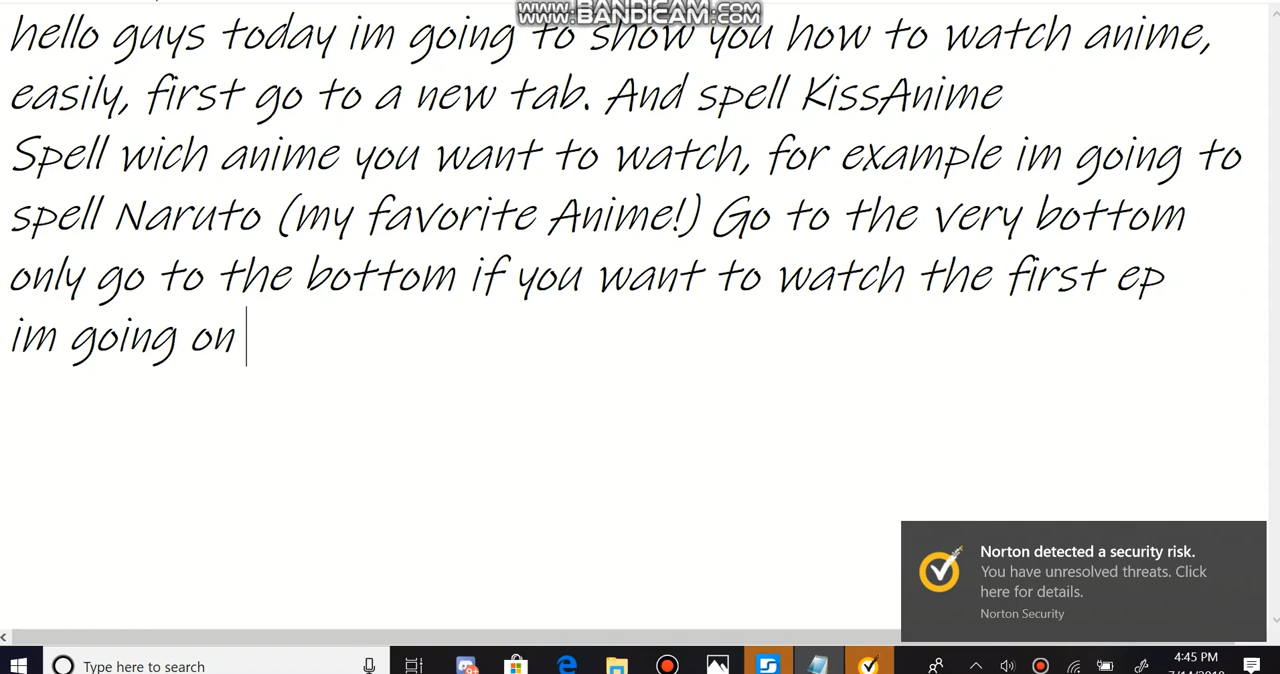 WWW.BANDICAM.COM
hello guys today im going to show you how to watch anime,
easily, first go to a new tab. And spell KissAnime
Spell wich anime you want to watch, for example im going to
spell Naruto (my favorite Anime!) Go to the very bottom
only go to the bottom if you want to watch the first ep
im going on
Norton detected a security risk.
You have unresolved threats. Click
here for details.
Norton Security
Type here to search
4:45 PM